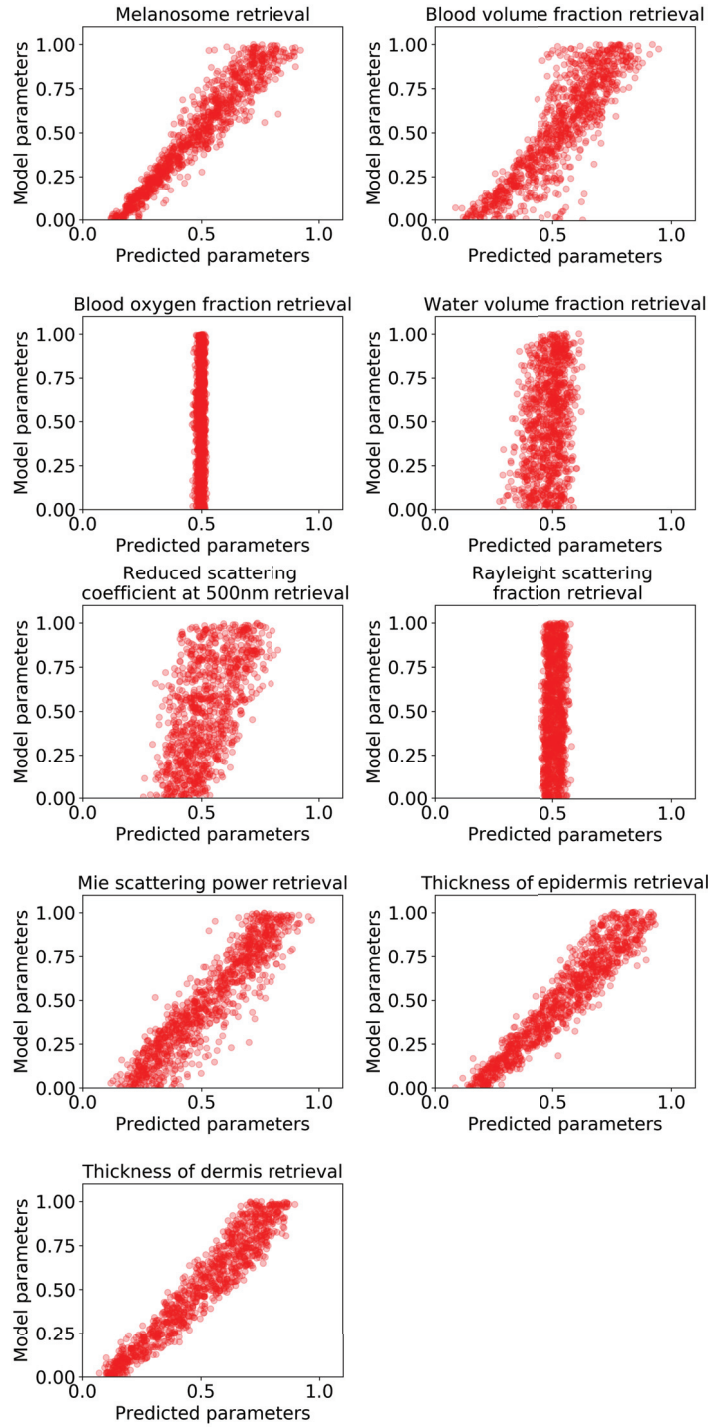 Melanosome retrieval
Model parameters
1.00
0.75
0.50
0.25
0.00
0.0 0.5 1.0
Predicted parameters
Blood volume fraction retrieval
Model parameters
1.00
0.75
0.50
0.25
0.00
0.0 0.5 1.0
Predicted parameters
Blood oxygen fraction retrieval
Model parameters
1.00
0.75
0.50
0.25
0.00
0.0 0.5 1.0
Predicted parameters
Water volume fraction retrieval
Model parameters
1.00
0.75
0.50
0.25
0.00
0.0 0.5 1.0
Predicted parameters
Reduced scattering
coefficient at 500nm retrieval
Model parameters
1.00
0.75
0.50
0.25
0.00
0.0 0.5 1.0
Predicted parameters
Rayleight scattering
fraction retrieval
Model parameters
1.00
0.75
0.50
0.25
0.00
0.0 0.5 1.0
Predicted parameters
Mie scattering power retrieval
Model parameters
1.00
0.75
0.50
0.25
0.00
0.0 0.5 1.0
Predicted parameters
Thickness of epidermis retrieval
Model parameters
1.00
0.75
0.50
0.25
0.00
0.0 0.5 1.0
Predicted parameters
Thickness of dermis retrieval
Model parameters
1.00
0.75
0.50
0.25
0.00
0.0 0.5 1.0
Predicted parameters